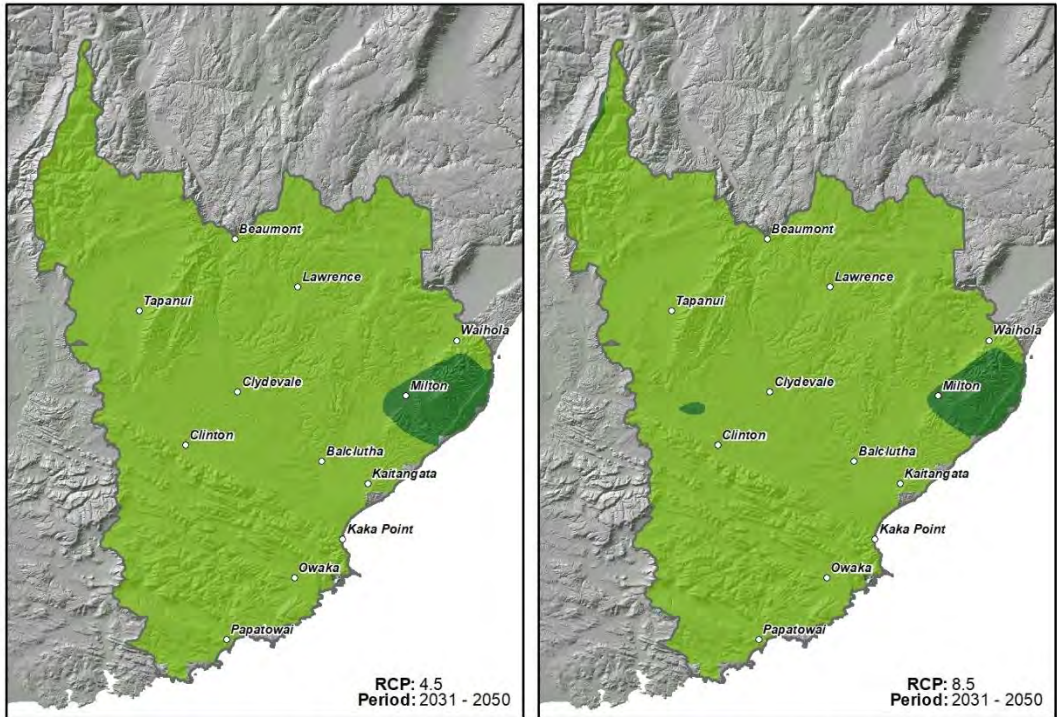 Beaumont
Lawrence
Tapanui
Waihola
Clydevale
Milton
Clinton
Balclutha
Kaitangata
Kaka Point
Owaka
Papatowai
RCP: 4.5
Period: 2031 - 2050
Beaumont
Lawrence
Tapanui
Waihola
Clydevale
Milton
Clinton
Balclutha
Kaitangata
Kaka Point
Owaka
Papatowai
RCP: 8.5
Period: 2031 - 2050